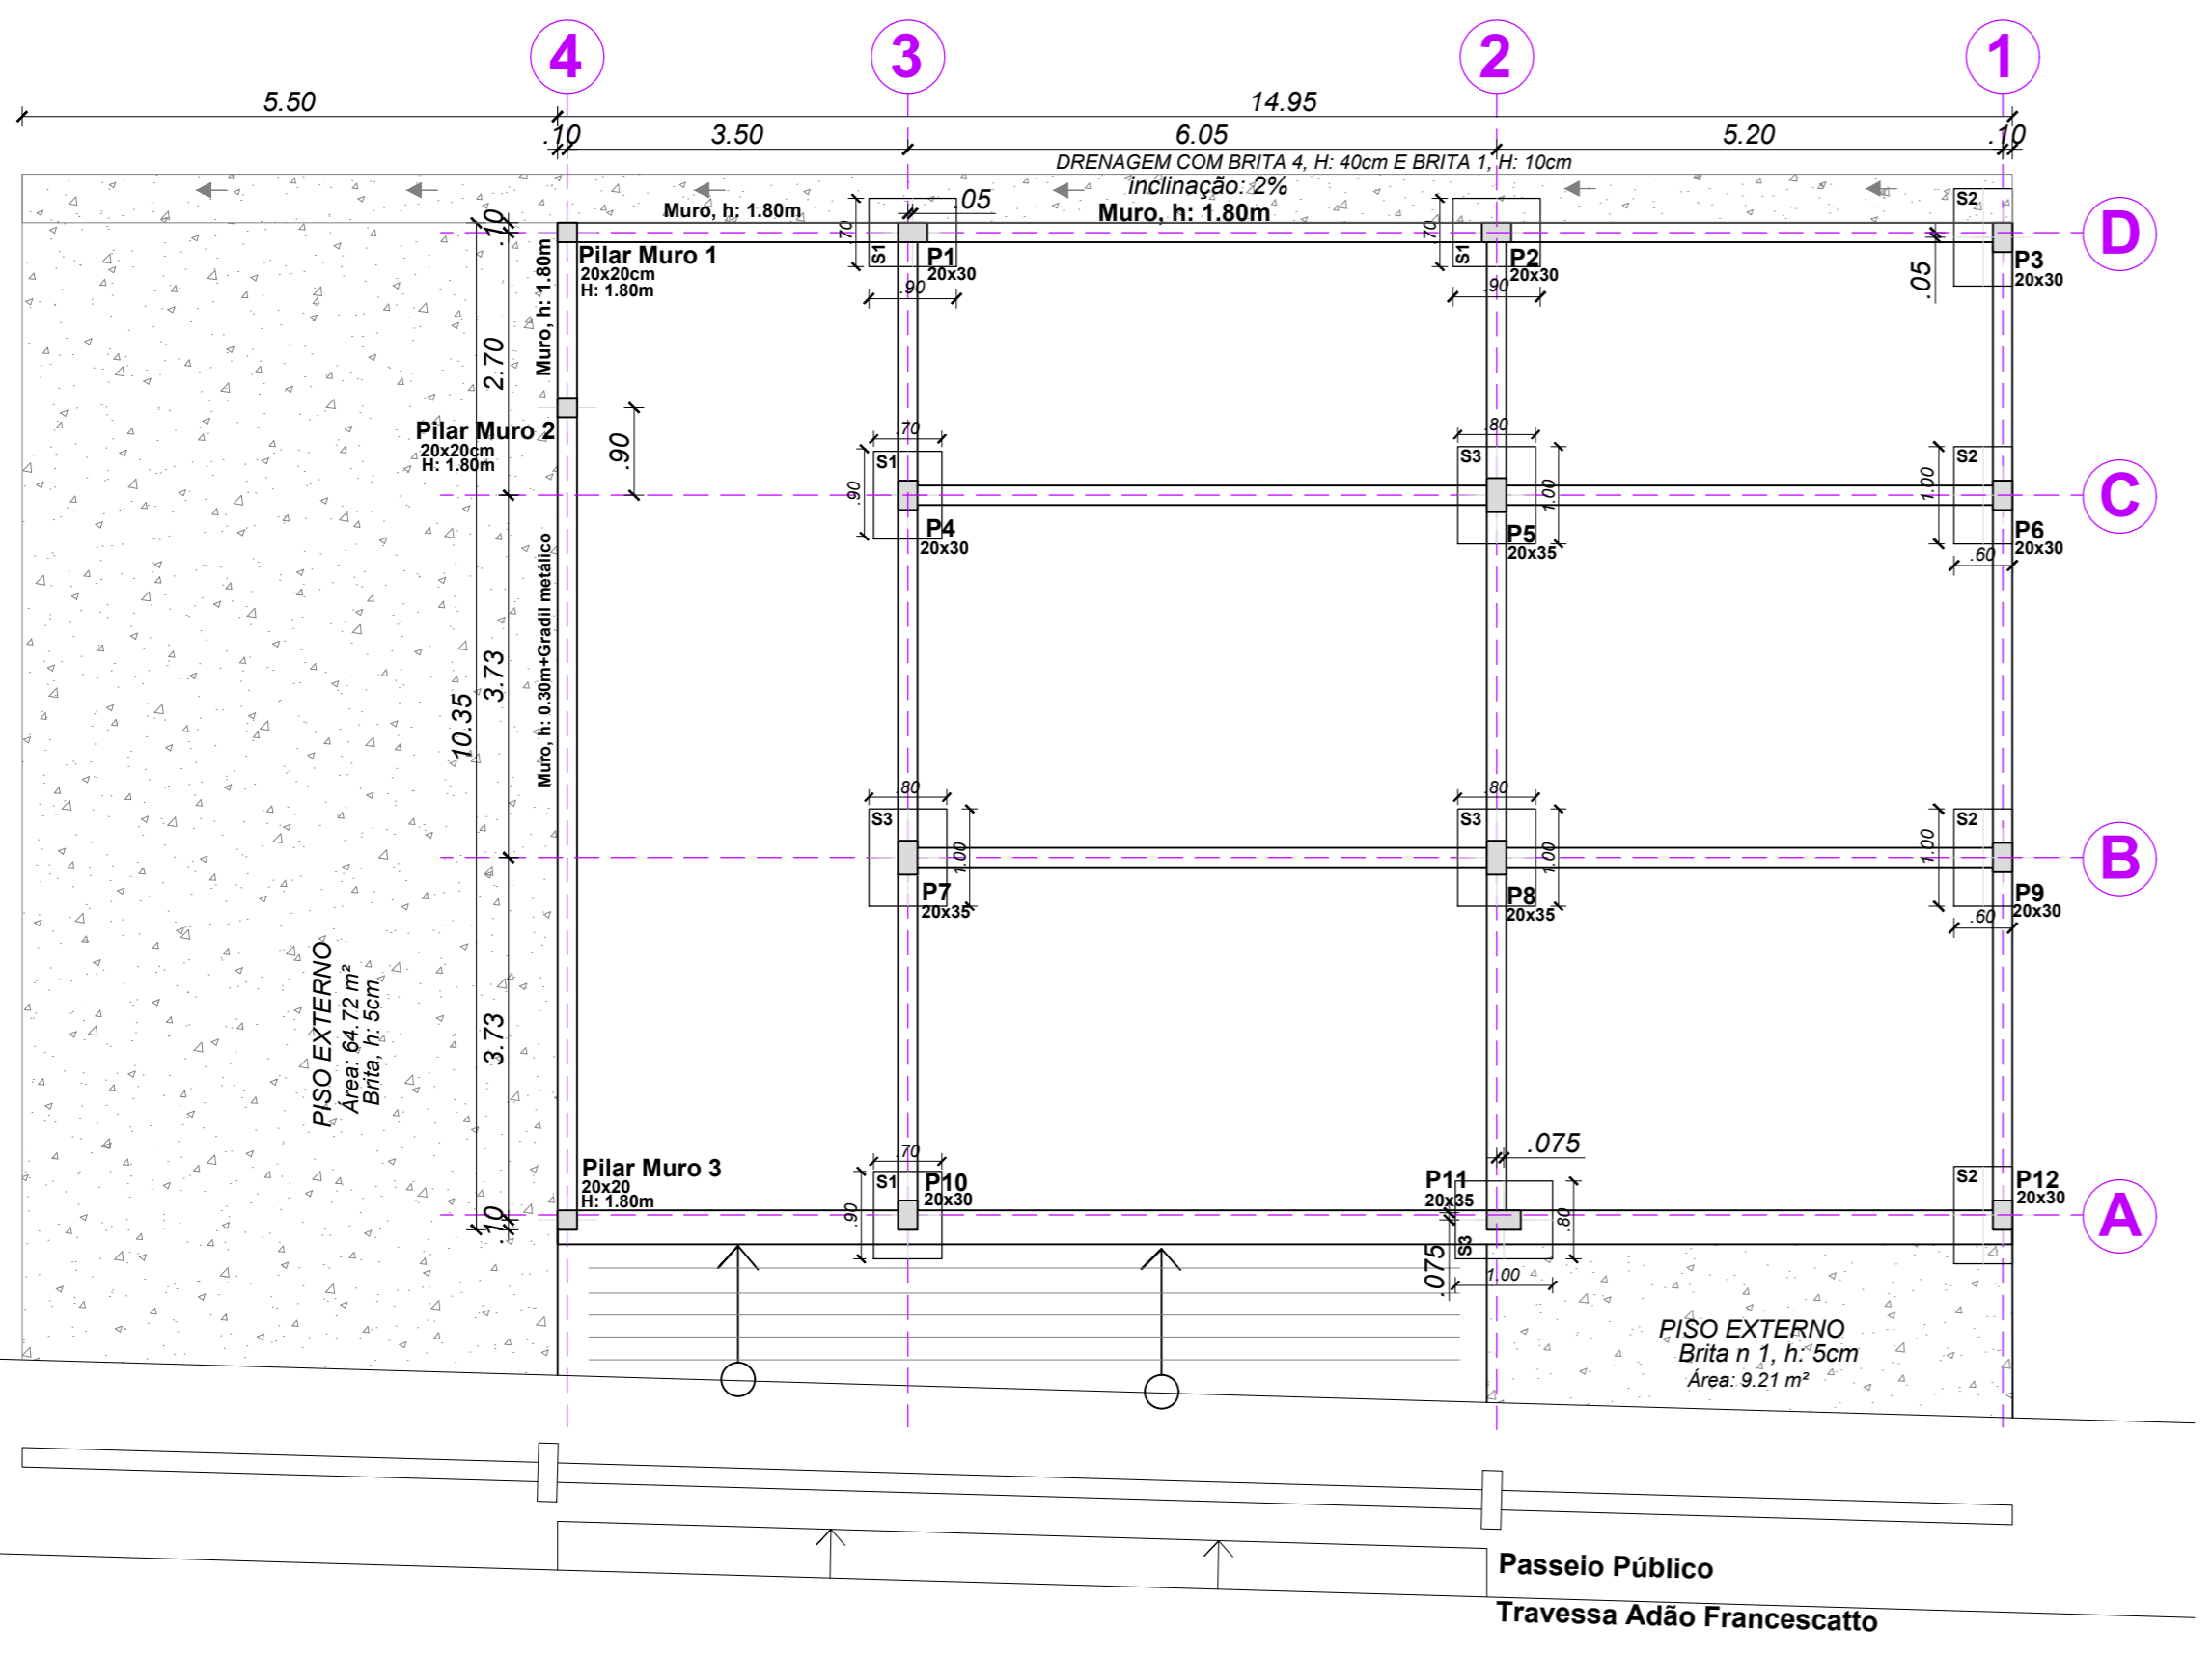 4
3
2
1
5.50
14.95
.10
3.50
6.05
5.20
.10
DRENAGEM COM BRITA 4, H: 40cm E BRITA 1, H: 10cm
inclinação: 2%
Muro, h: 1.80m
.05
Muro, h: 1.80m
S2
D
.10
.70
S1
P1
20x30
.90
.70
S1
P2
20x30
.90
P3
20x30
.05
Pilar Muro 1
20x20cm
H: 1.80m
Muro, h: 1.80m
2.70
Pilar Muro 2
20x20cm
H: 1.80m
.90
.70
S1
.90
P4
20x30
.80
S3
1.00
P5
20x35
S2
1.00
P6
20x30
.60
C
Muro, h: 0.30m+Gradil metálico
3.73
10.35
.80
S3
1.00
P7
20x35
.80
S3
1.00
P8
20x35
S2
1.00
P9
20x30
.60
B
PISO EXTERNO
Área: 64.72 m²
Brita, h: 5cm
3.73
Pilar Muro 3
20x20
H: 1.80m
.10
.70
S1
P10
20x30
.90
.075
P11
20x35
S3
.80
1.00
.075
S2
P12
20x30
A
PISO EXTERNO
Brita n 1, h: 5cm
Área: 9.21 m²
Passeio Público
Travessa Adão Francescatto